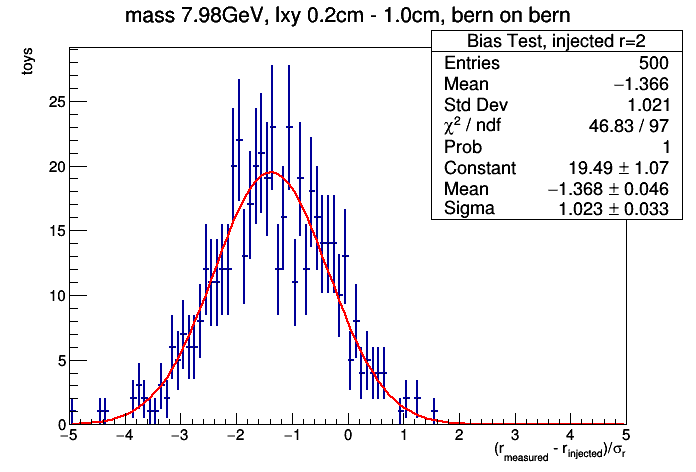 mass 7.98GeV, lxy 0.2cm - 1.0cm, bern on bern
toys
Bias Test, injected r=2
Entries 500
Mean −1.366
Std Dev 1.021
χ² / ndf 46.83 / 97
Prob 1
Constant 19.49 ± 1.07
Mean −1.368 ± 0.046
Sigma 1.023 ± 0.033
25
20
15
10
5
0
−5 −4 −3 −2 −1 0 1 2 3 4 5
(r_measured - r_injected)/σ_r